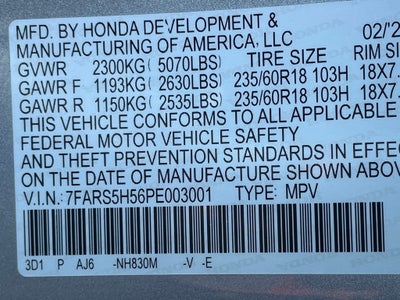 MFD. BY HONDA DEVELOPMENT & 02/'2
MANUFACTURING OF AMERICA, LLC
TIRE SIZE RIM SI
GVWR 2300KG ( 5070LBS)
GAWR F 1193KG ( 2630LBS) 235/60R18 103H 18X7.
GAWR R 1150KG ( 2535LBS) 235/60R18 103H 18X7.
THIS VEHICLE CONFORMS TO ALL APPLICABLE
FEDERAL MOTOR VEHICLE SAFETY
AND THEFT PREVENTION STANDARDS IN EFFEC
ON THE DATE OF MANUFACTURE SHOWN ABOV
V.I.N.: 7FARS5H56PE003001 TYPE: MPV
3D1 P AJ6 -NH830M -V -E